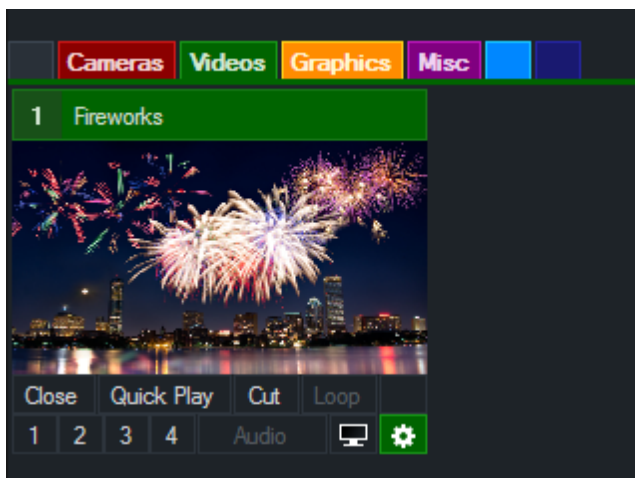 Cameras Videos Graphics Misc
1 Fireworks
Close Quick Play Cut Loop
1 2 3 4 Audio